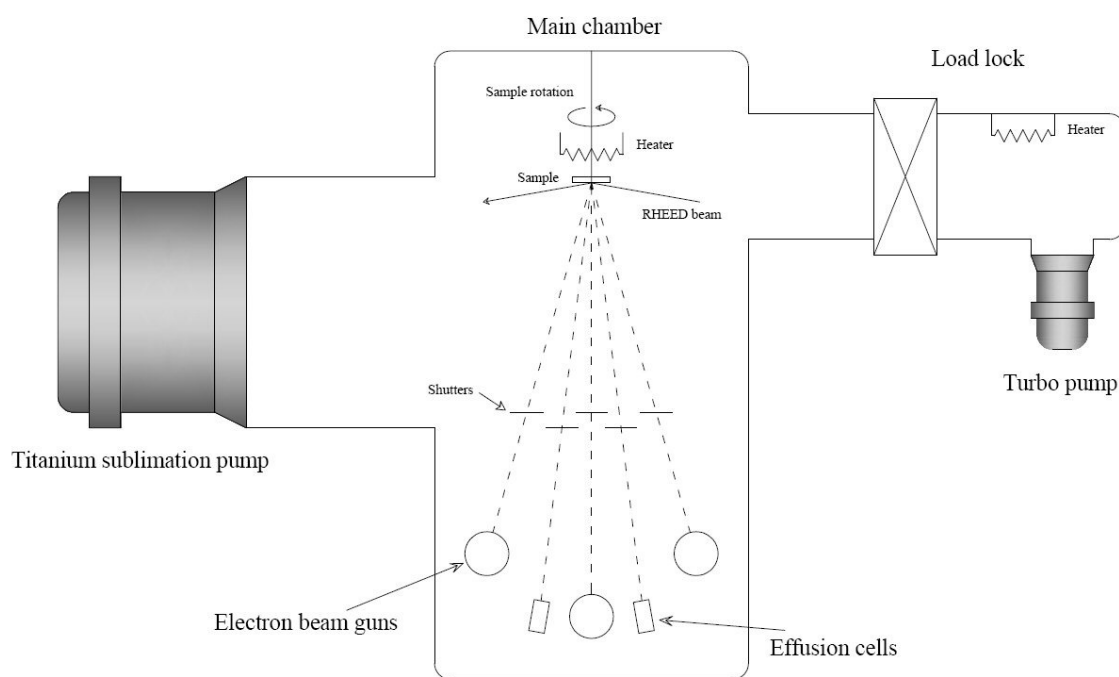 Main chamber
Load lock
Sample rotation
Heater
Heater
Sample
RHEED beam
Shutters
Turbo pump
Titanium sublimation pump
Electron beam guns
Effusion cells